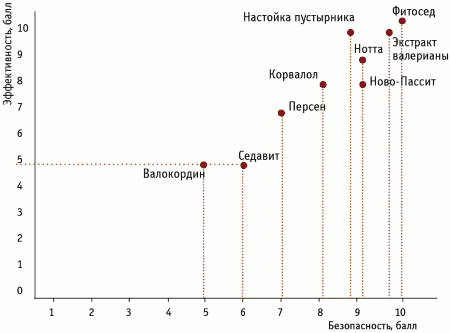 Эффективность, балл
10
9
8
7
6
5
4
3
2
1
0
Настойка пустырника
Фитосед
Экстракт
валерианы
Нотта
Ново-Пассит
Корвалол
Персен
Седавит
Валокордин
1 2 3 4 5 6 7 8 9 10
Безопасность, балл